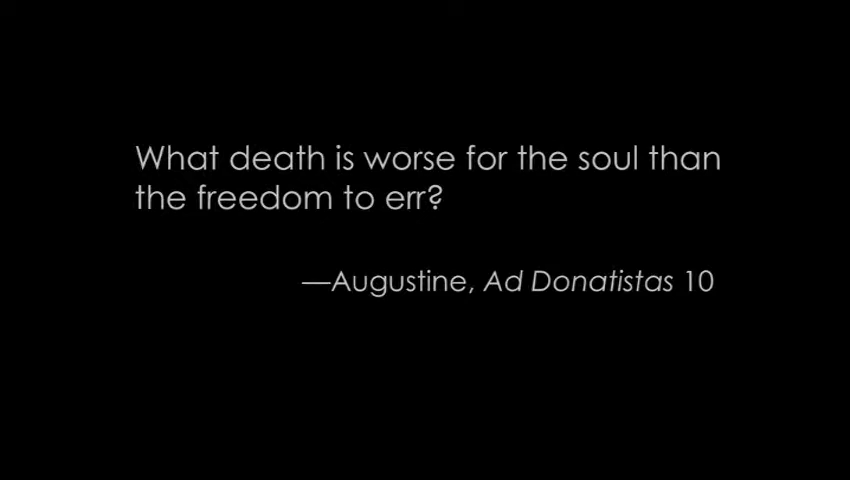 What death is worse for the soul than
the freedom to err?
—Augustine, Ad Donatistas 10